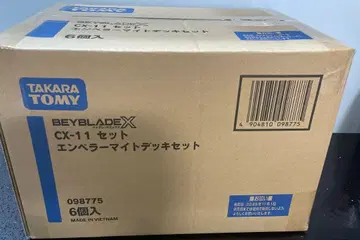 TAKARA
TOMY
BEYBLADE X
CX-11 セット
エンペラーマイトデッキセット
6個入
4 904810 098775
098775
6個入
MADE IN VIETNAM